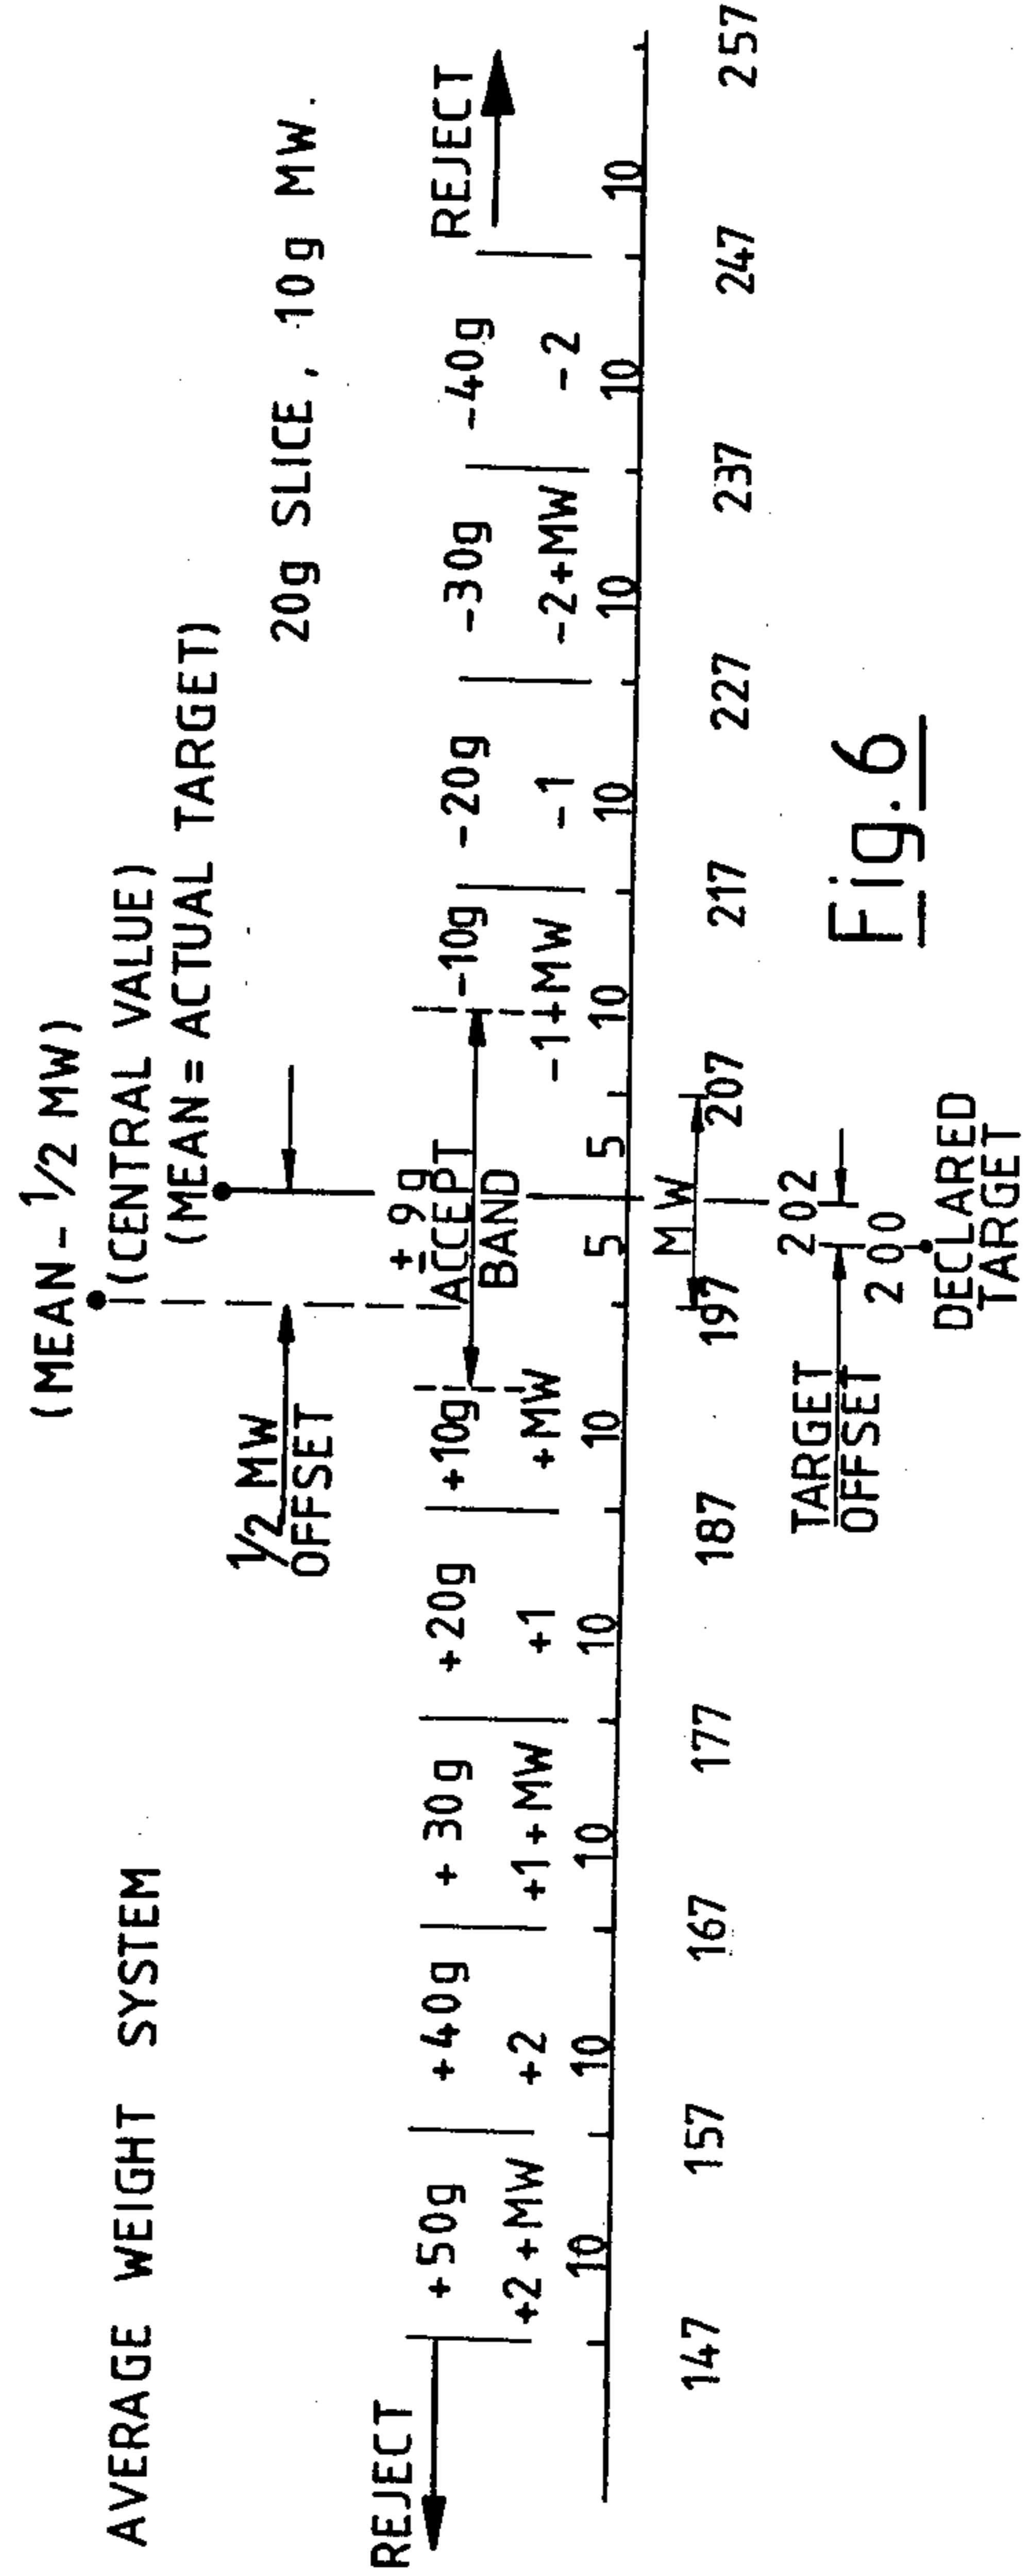 AVERAGE WEIGHT SYSTEM
(MEAN - 1/2 MW)
(CENTRAL VALUE)
(MEAN = ACTUAL TARGET)
1/2 MW
OFFSET
20g SLICE, 10g MW.
REJECT
+50g
+40g
+30g
+20g
+10g
± 9g
ACCEPT
BAND
-10g
-20g
-30g
-40g
REJECT
+2+MW
+2
+1+MW
+1
+MW
-1+MW
-1
-2+MW
-2
10 10 10 10 10 5 5 10 10 10 10 10
MW
147 157 167 177 187 197 207 217 227 237 247 257
TARGET
OFFSET
202
200
DECLARED
TARGET
Fig.6